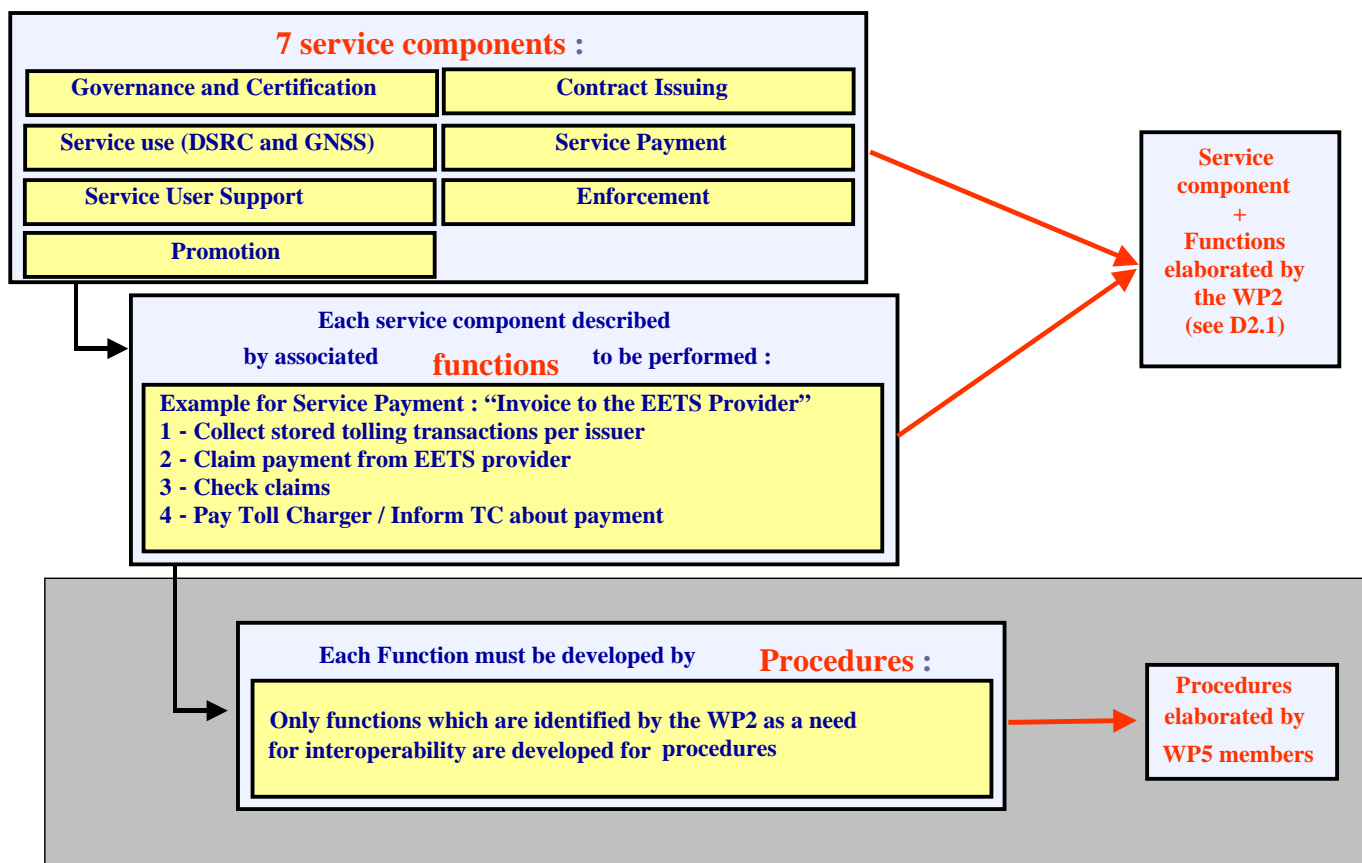 7 service components :
Governance and Certification
Contract Issuing
Service use (DSRC and GNSS)
Service Payment
Service User Support
Enforcement
Promotion
Service
component
+
Functions
elaborated by
the WP2
(see D2.1)
Each service component described
by associated functions to be performed :
Example for Service Payment : “Invoice to the EETS Provider”
1 - Collect stored tolling transactions per issuer
2 - Claim payment from EETS provider
3 - Check claims
4 - Pay Toll Charger / Inform TC about payment
Each Function must be developed by Procedures :
Only functions which are identified by the WP2 as a need
for interoperability are developed for procedures
Procedures
elaborated by
WP5 members